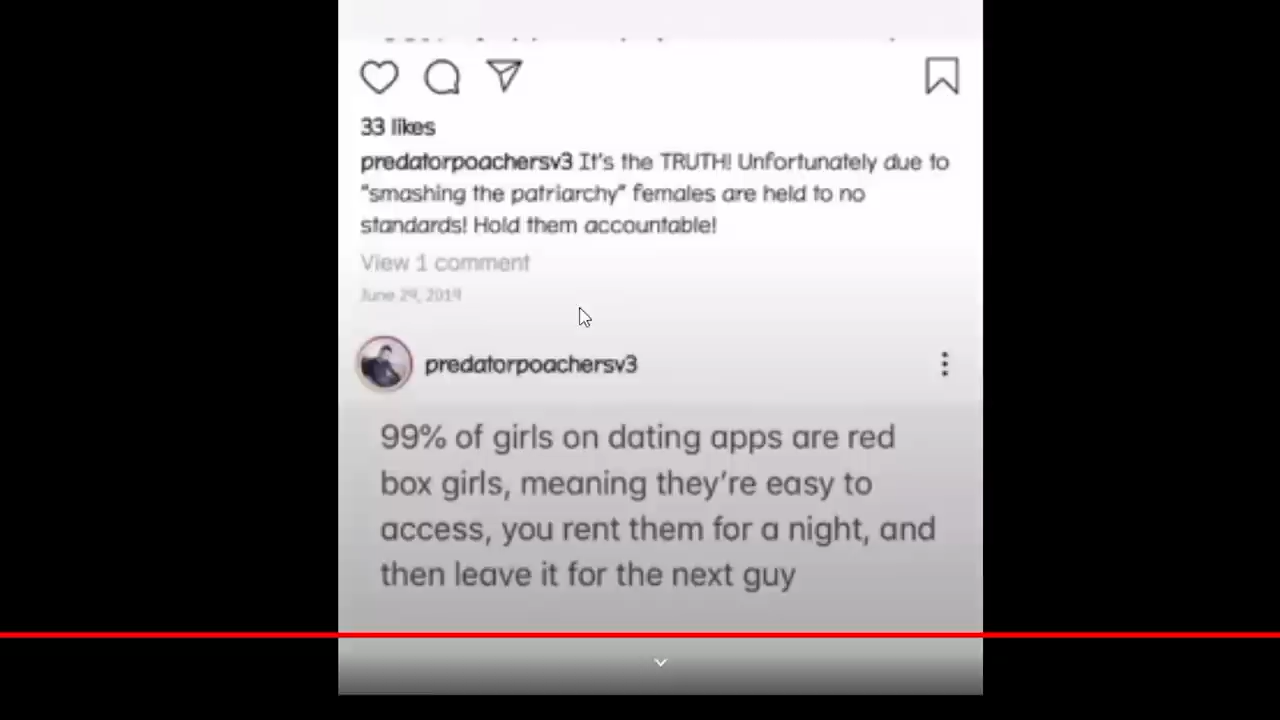 33 likes
predatorpoachersv3 It's the TRUTH! Unfortunately due to
"smashing the patriarchy" females are held to no
standards! Hold them accountable!
View 1 comment
June 29, 2019
predatorpoachersv3
99% of girls on dating apps are red
box girls, meaning they're easy to
access, you rent them for a night, and
then leave it for the next guy